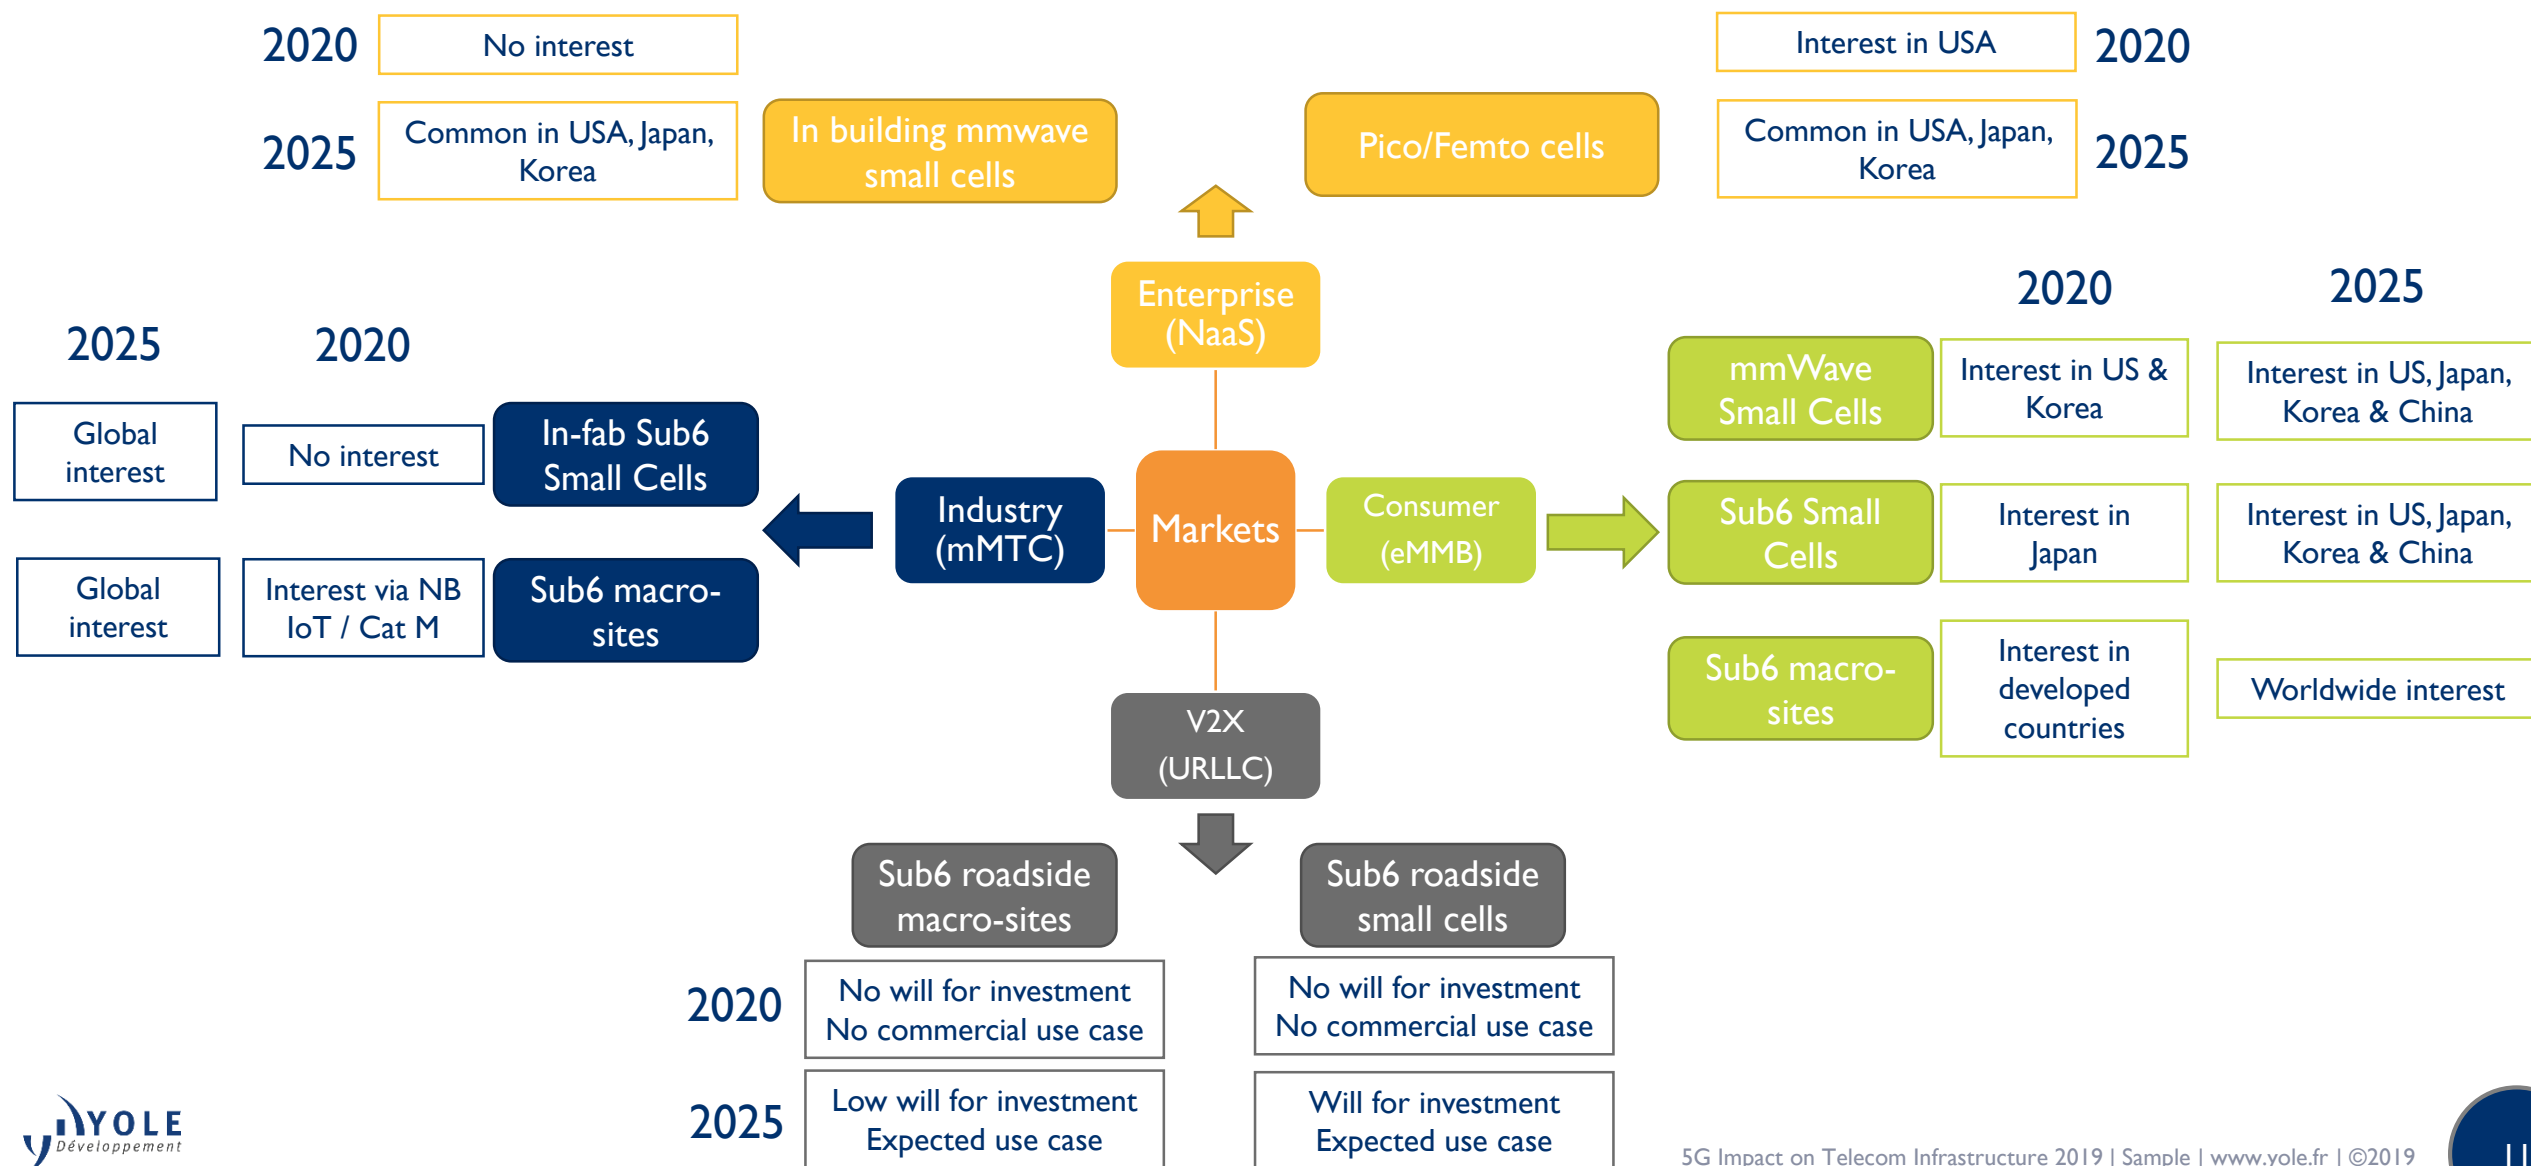 2020
No interest
Interest in USA
2020
2025
Common in USA, Japan,
Korea
In building mmwave
small cells
Pico/Femto cells
Common in USA, Japan,
Korea
2025
Enterprise
(NaaS)
2025
2020
In-fab Sub6
Small Cells
No interest
Global
interest
Sub6 macro-
sites
Interest via NB
IoT / Cat M
Global
interest
Industry
(mMTC)
Markets
Consumer
(eMMB)
2020
2025
mmWave
Small Cells
Interest in US &
Korea
Interest in US, Japan,
Korea & China
Sub6 Small
Cells
Interest in
Japan
Interest in US, Japan,
Korea & China
Sub6 macro-
sites
Interest in
developed
countries
Worldwide interest
V2X
(URLLC)
Sub6 roadside
macro-sites
Sub6 roadside
small cells
2020
No will for investment
No commercial use case
No will for investment
No commercial use case
2025
Low will for investment
Expected use case
Will for investment
Expected use case
YOLE
Développement
5G Impact on Telecom Infrastructure 2019 | Sample | www.yole.fr | ©2019